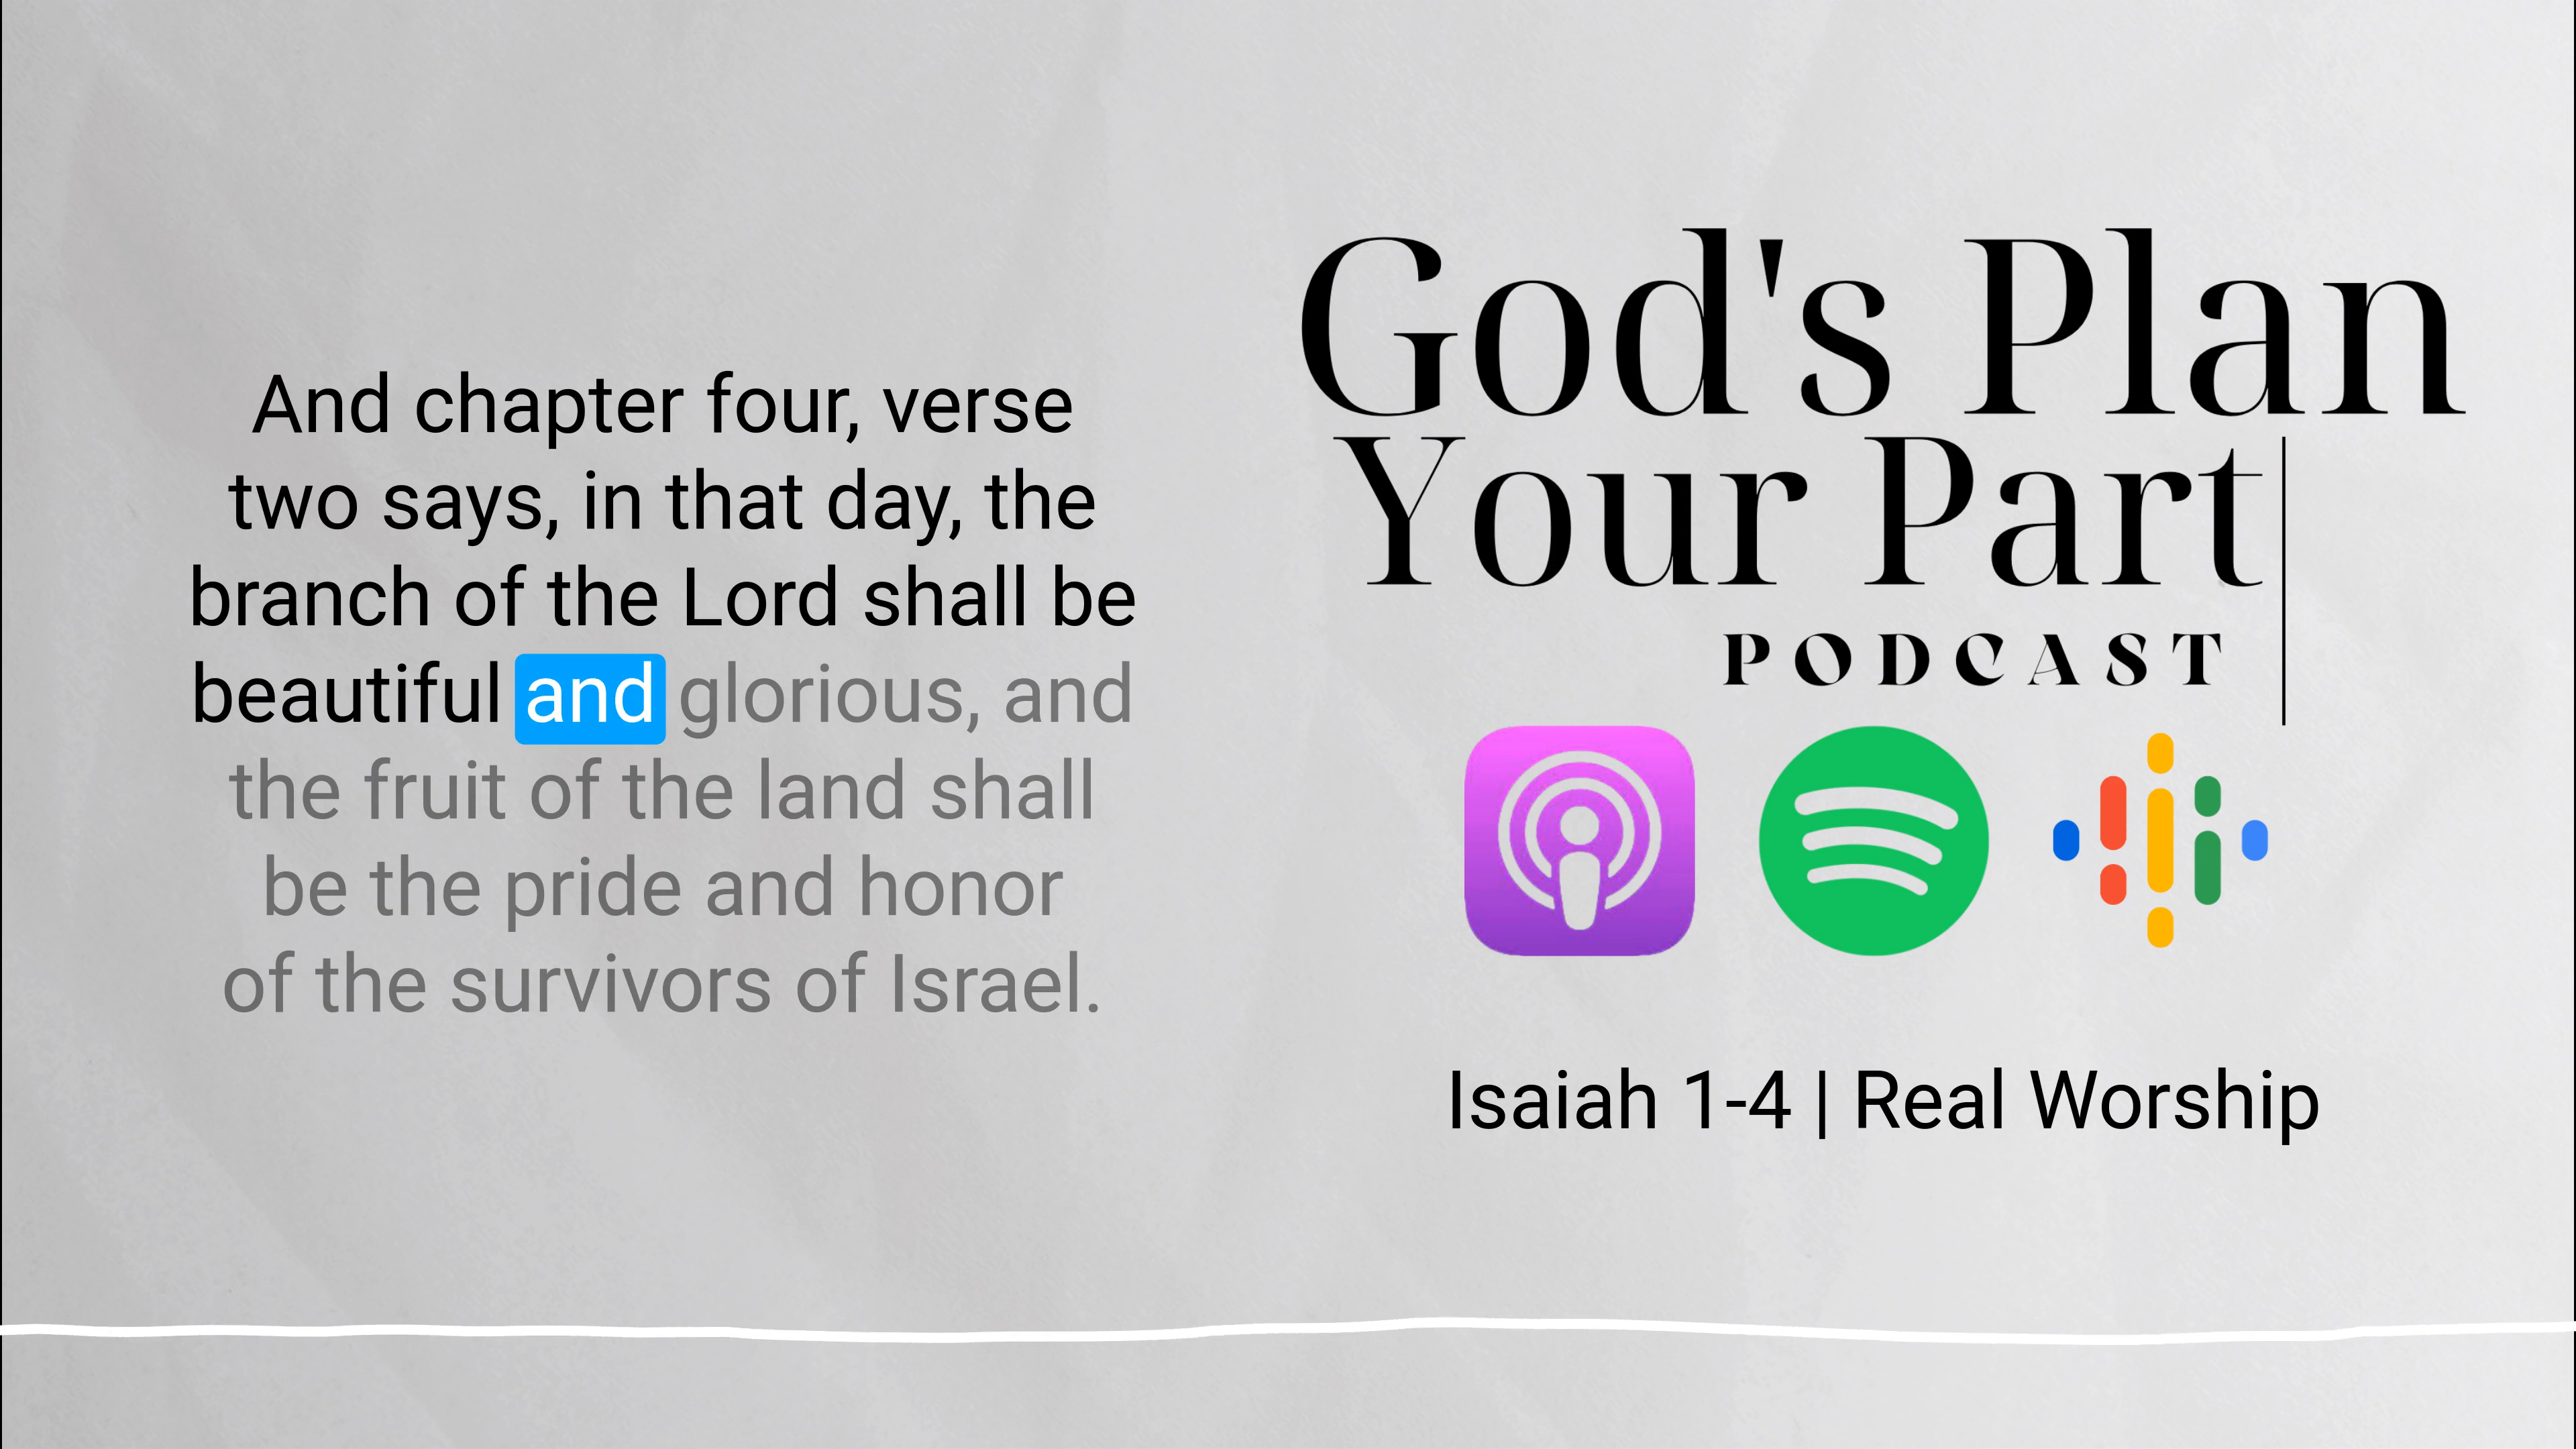 And chapter four, verse
two says, in that day, the
branch of the Lord shall be
beautiful and glorious, and
the fruit of the land shall
be the pride and honor
of the survivors of Israel.
God's Plan
Your Part
PODCAST
Isaiah 1-4 | Real Worship